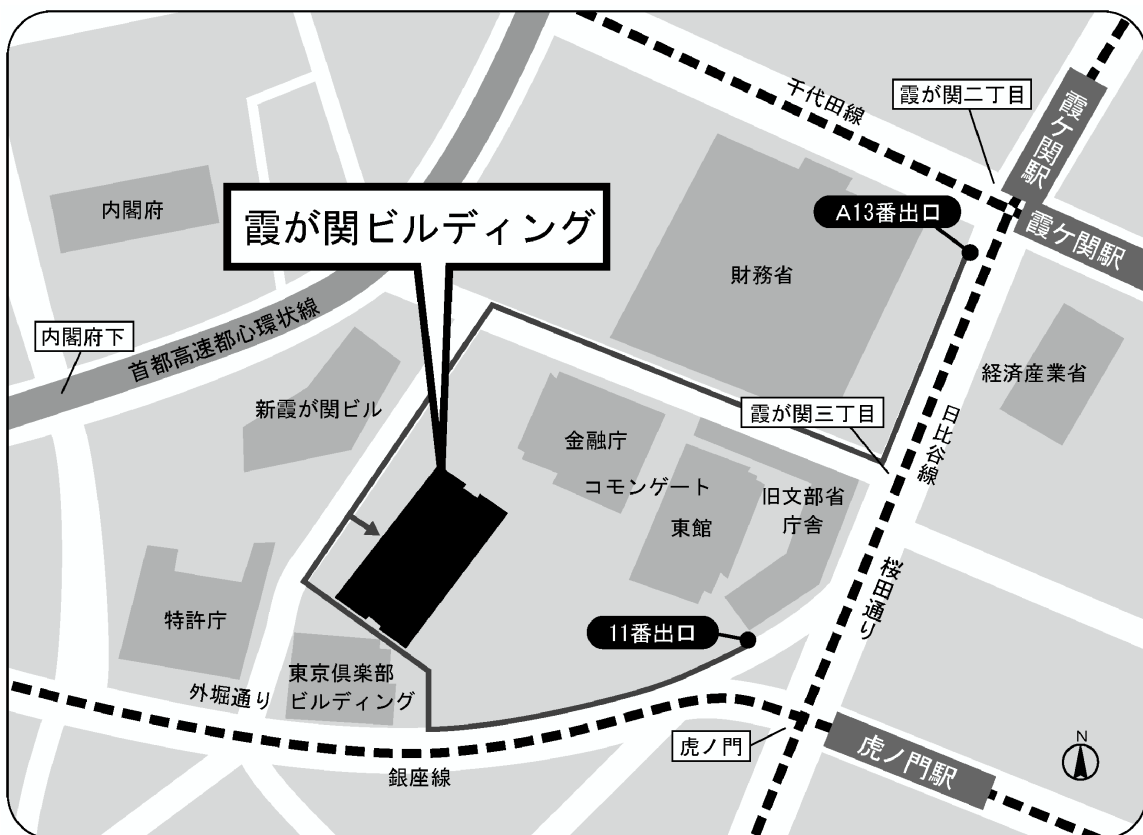 千代田線
霞が関二丁目
霞ケ関駅
内閣府
霞が関ビルディング
A13番出口
霞ケ関駅
財務省
内閣府下
首都高速都心環状線
経済産業省
新霞が関ビル
霞が関三丁目
日比谷線
金融庁
コモンゲート
東館
旧文部省
庁舎
桜田通り
特許庁
11番出口
東京倶楽部
ビルディング
外堀通り
虎ノ門
虎ノ門駅
銀座線
N